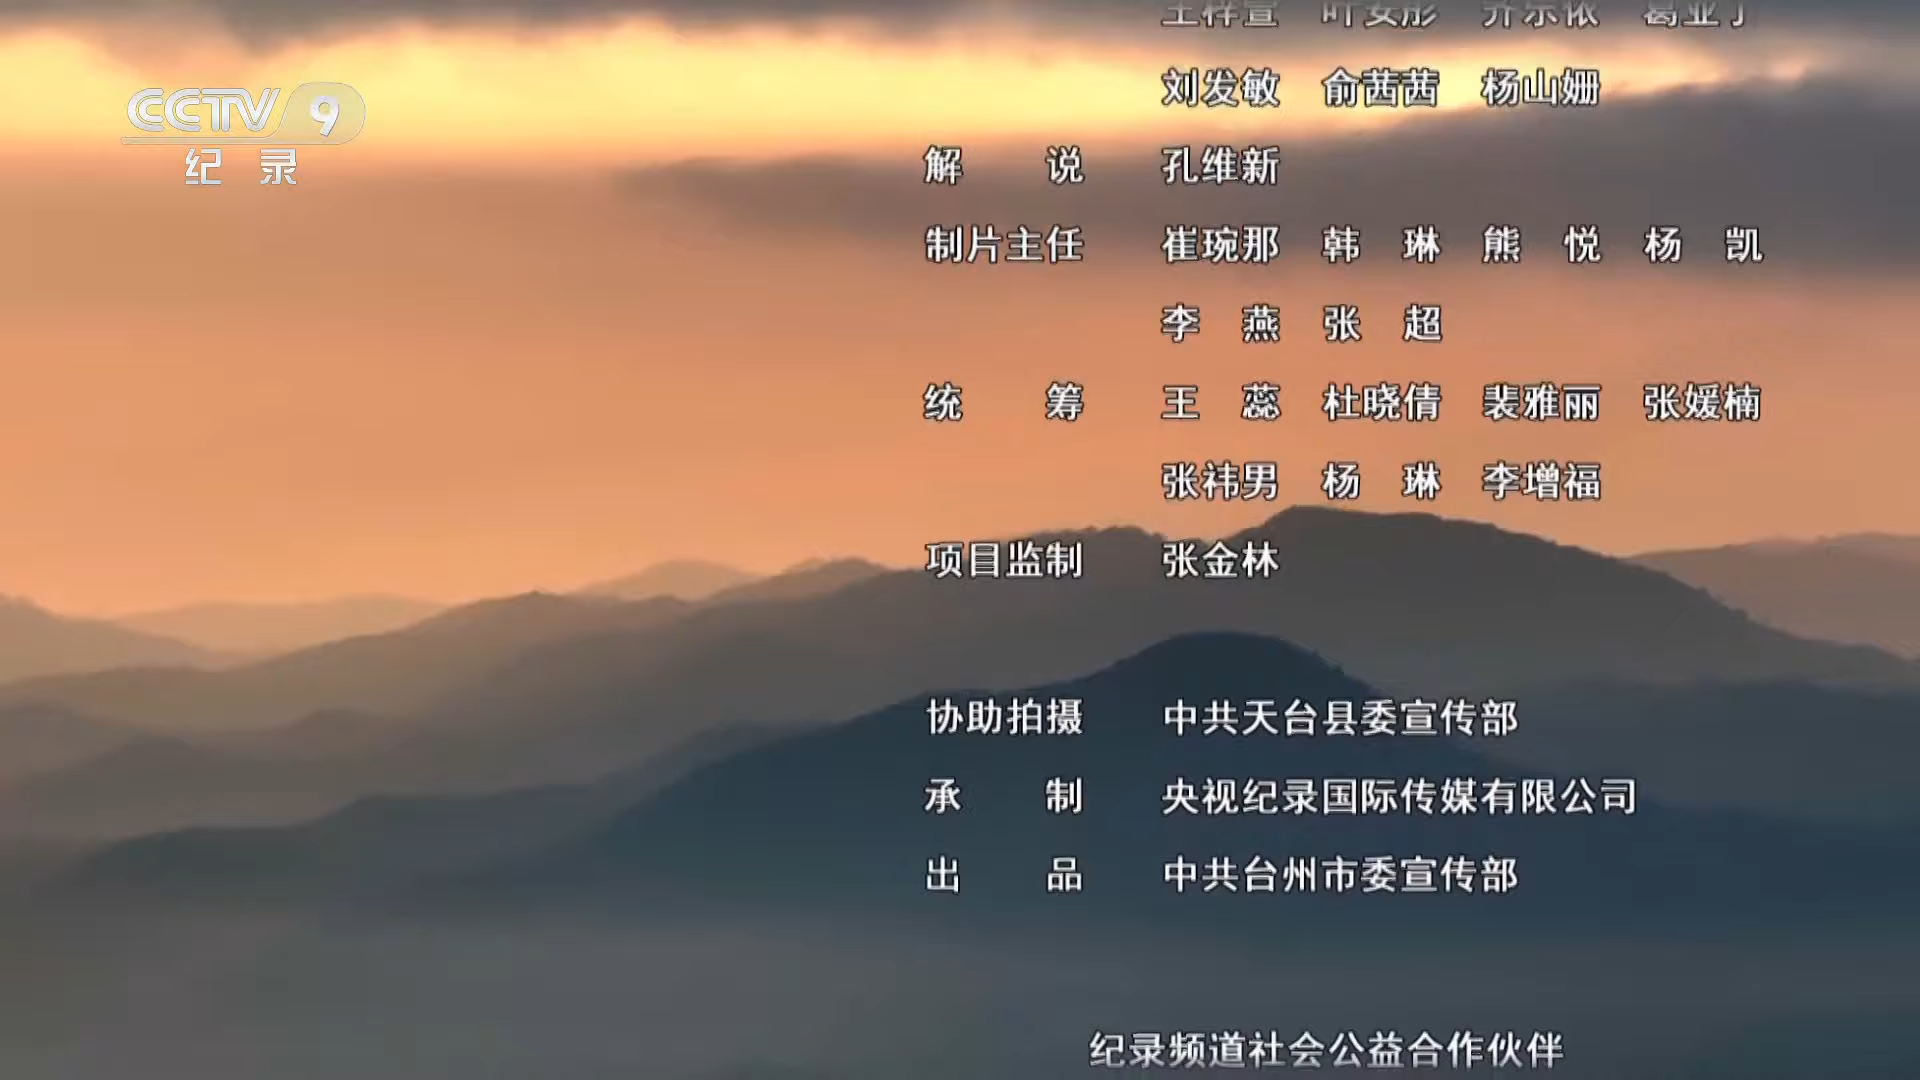 刘发敏 俞茜茜 杨山姗
CCTV 9
纪 录
解 说 孔维新
制片主任 崔琬那 韩 琳 熊 悦 杨 凯
李 燕 张 超
统 筹 王 蕊 杜晓倩 裴雅丽 张媛楠
张祎男 杨 琳 李增福
项目监制 张金林
协助拍摄 中共天台县委宣传部
承 制 央视纪录国际传媒有限公司
出 品 中共台州市委宣传部
纪录频道社会公益合作伙伴